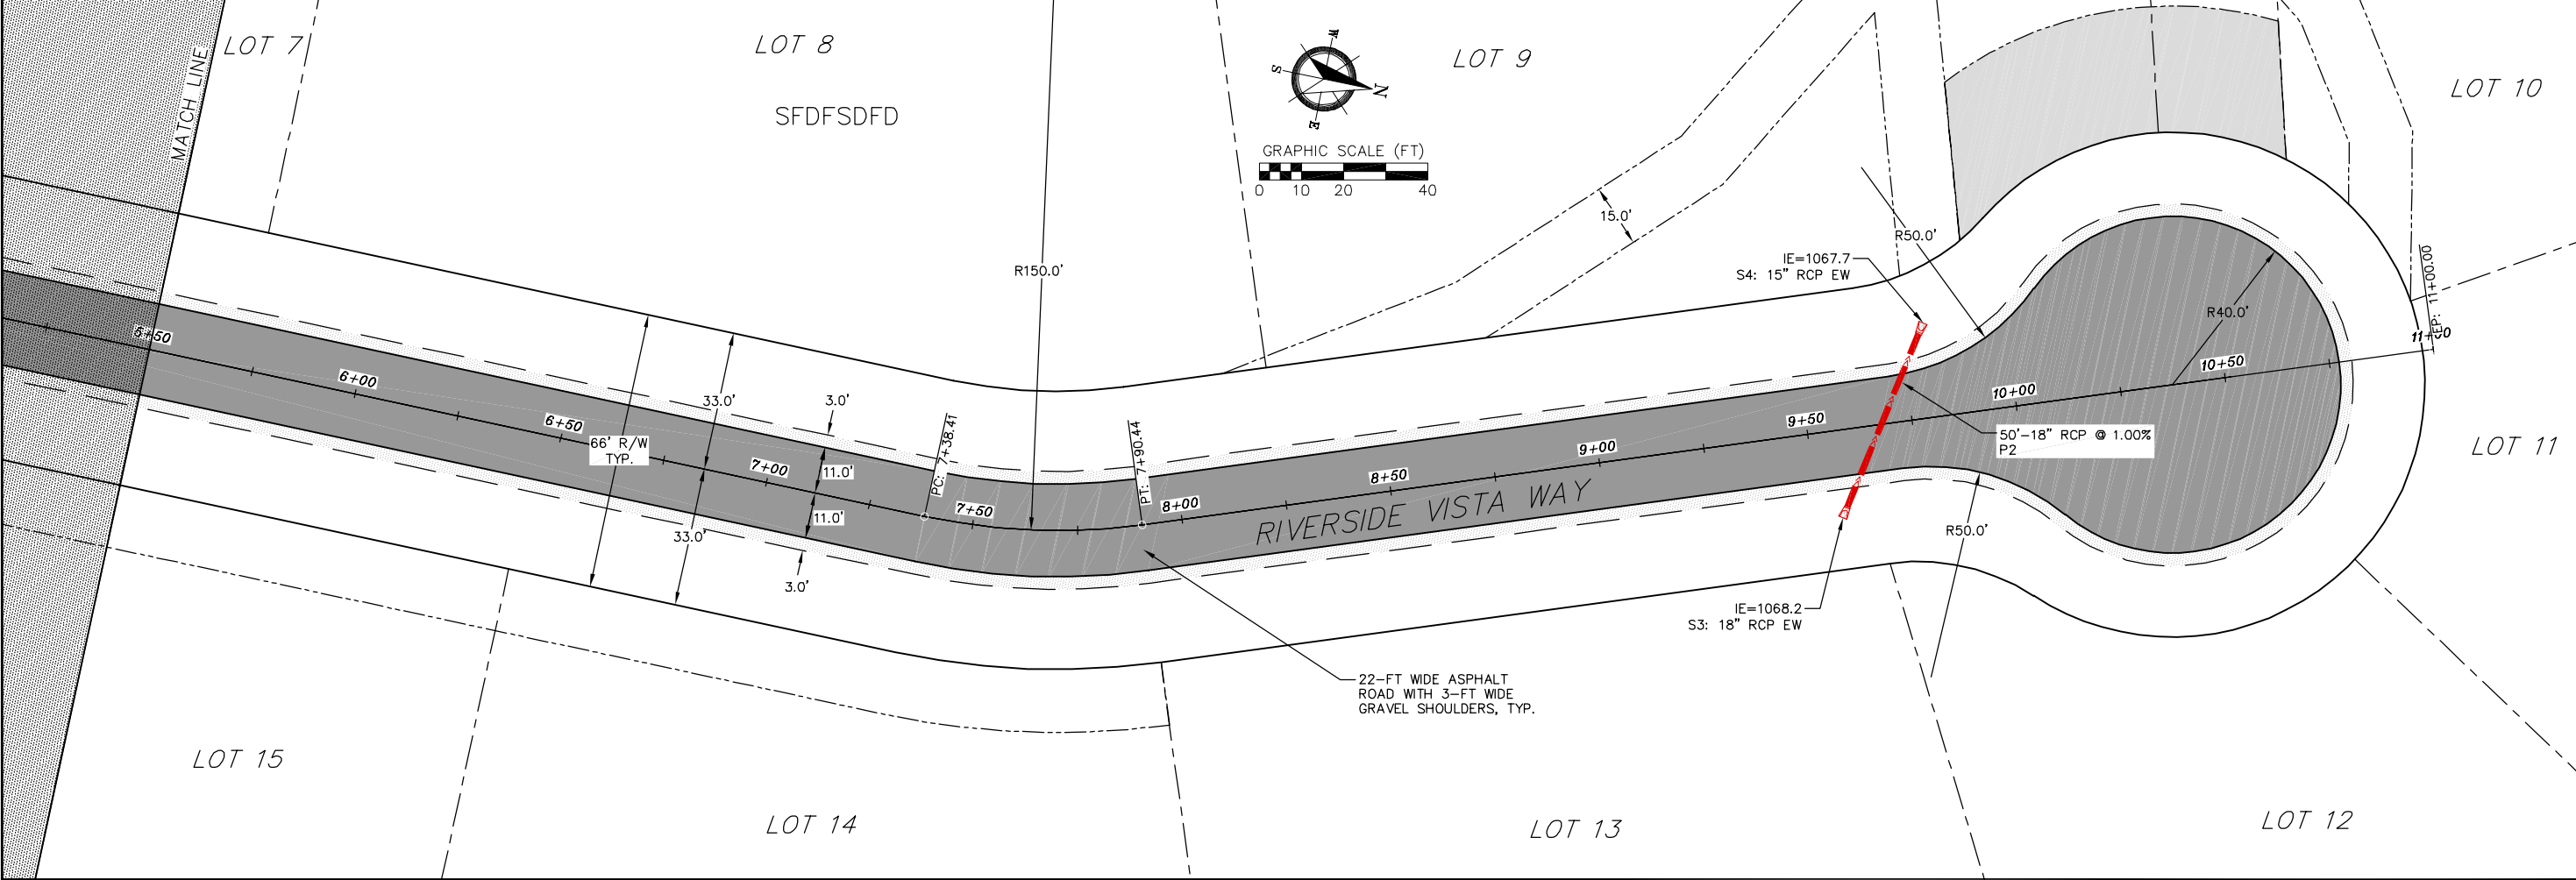 LOT 7
LOT 8
LOT 9
LOT 10
MATCH LINE
SFDFSDFD
W
S
N
E
GRAPHIC SCALE (FT)
0 10 20 40
15.0'
R50.0'
IE=1067.7
S4: 15" RCP EW
R150.0'
R40.0'
EP: 11+00.00
11+00
5+50
6+00
6+50
7+00
7+50
8+00
8+50
9+00
9+50
10+00
10+50
33.0'
3.0'
66' R/W
TYP.
11.0'
11.0'
33.0'
3.0'
PC: 7+38.41
PT: 7+90.44
RIVERSIDE VISTA WAY
50'-18" RCP @ 1.00%
P2
R50.0'
LOT 11
IE=1068.2
S3: 18" RCP EW
22-FT WIDE ASPHALT
ROAD WITH 3-FT WIDE
GRAVEL SHOULDERS, TYP.
LOT 15
LOT 14
LOT 13
LOT 12